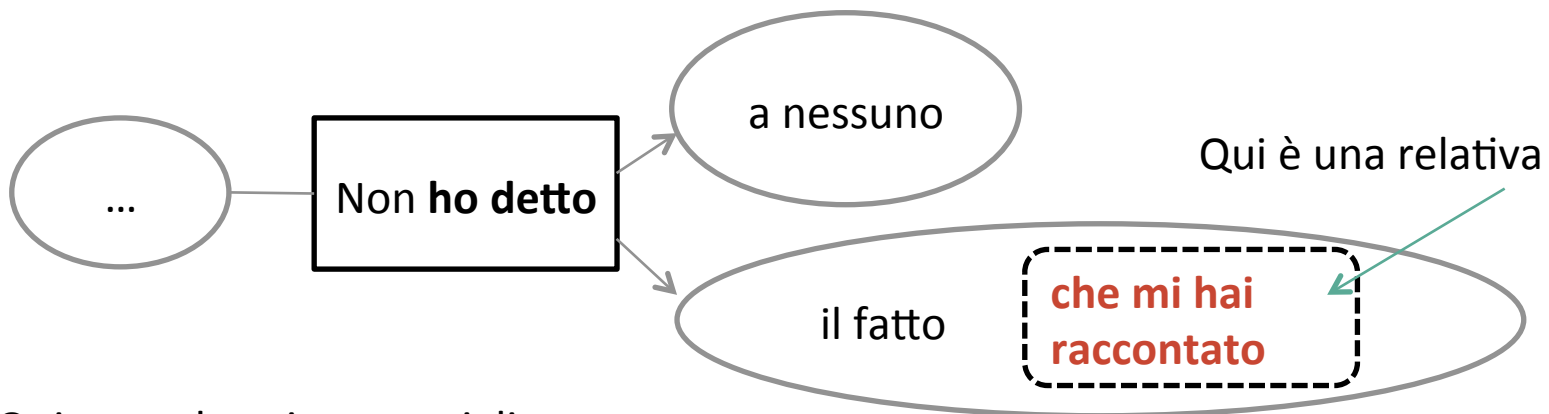 a nessuno
Qui è una relativa
...
Non ho detto
il fatto
che mi hai
raccontato